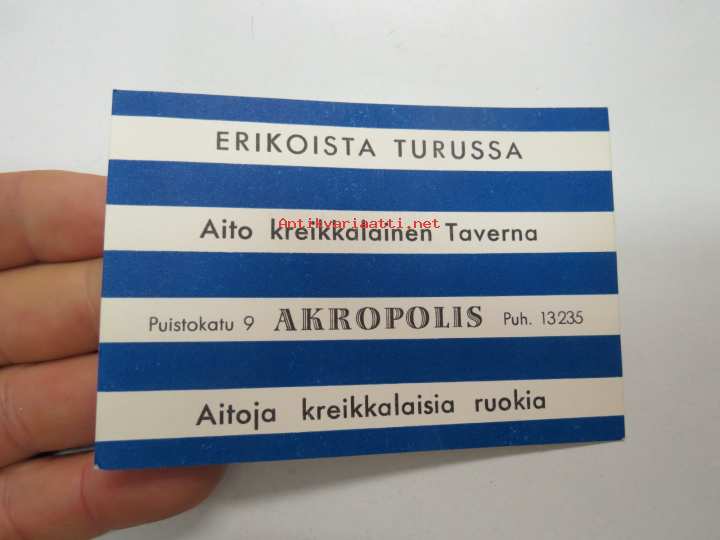 ERIKOISTA TURUSSA
Antikvariaatti.net
Aito kreikkalainen Taverna
Puistokatu 9 AKROPOLIS Puh. 13235
Aitoja kreikkalaisia ruokia